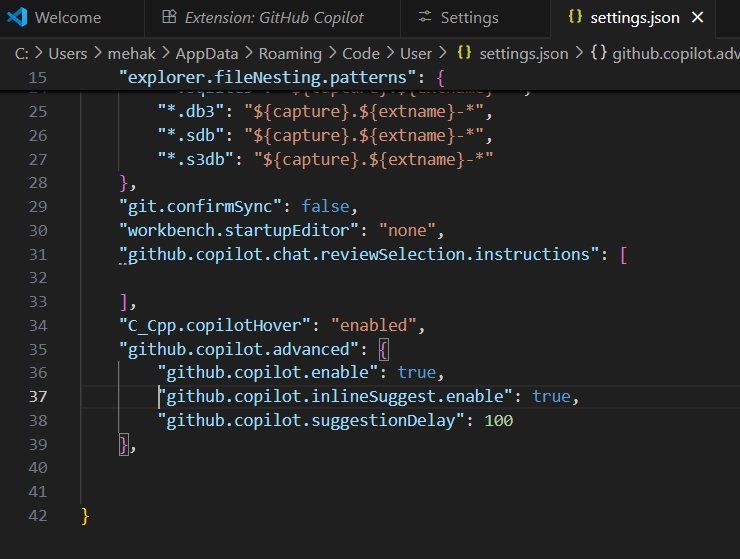 Welcome
Extension: GitHub Copilot
Settings
{} settings.json ×
C: > Users > mehak > AppData > Roaming > Code > User > {} settings.json > {} github.copilot.adv
15 "explorer.fileNesting.patterns": {
25 "*.db3": "${capture}.${extname}-*",
26 "*.sdb": "${capture}.${extname}-*",
27 "*.s3db": "${capture}.${extname}-*"
28 },
29 "git.confirmSync": false,
30 "workbench.startupEditor": "none",
31 "github.copilot.chat.reviewSelection.instructions": [
32
33 ],
34 "C_Cpp.copilotHover": "enabled",
35 "github.copilot.advanced": {
36 "github.copilot.enable": true,
37 "github.copilot.inlineSuggest.enable": true,
38 "github.copilot.suggestionDelay": 100
39 },
40
41
42 }